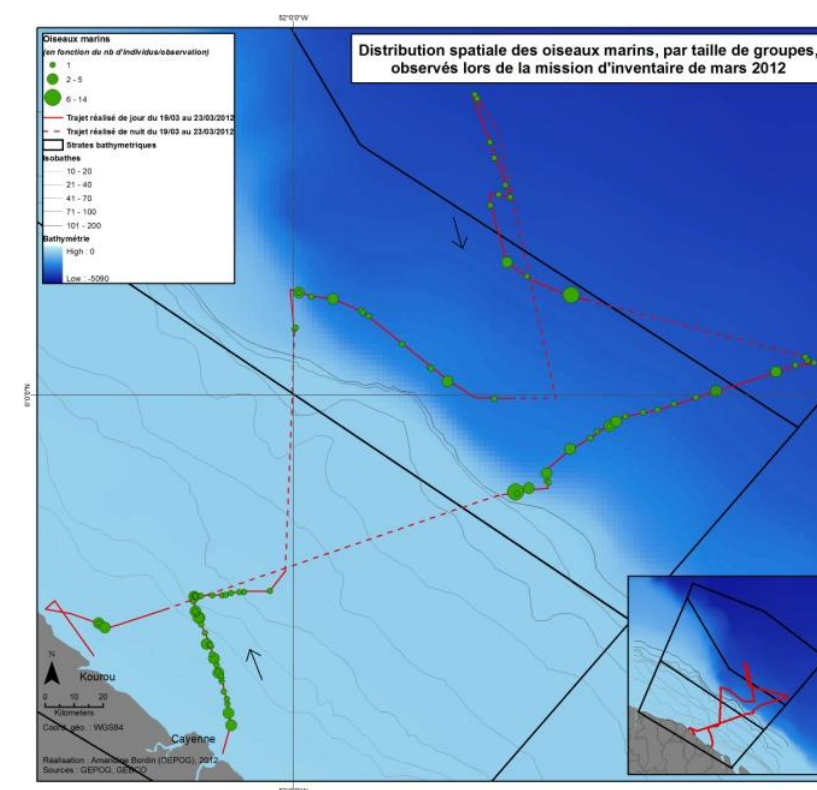 52°0'0"W
Distribution spatiale des oiseaux marins, par taille de groupes,
observés lors de la mission d'inventaire de mars 2012
Oiseaux marins
(en fonction du nb d'individus/observation)
1
2 - 5
6 - 14
Trajet réalisé de jour du 19/03 au 23/03/2012
Trajet réalisé de nuit du 19/03 au 23/03/2012
Strates bathymetriques
Isobathes
10 - 20
21 - 40
41 - 70
71 - 100
101 - 200
Bathymétrie
High : 0
Low : -5090
6°0'0"N
N
Kourou
0 10 20
Kilometers
Coord. géo. : WGS84
Cayenne
Réalisation : Amandine Bordin (GEPOG), 2012
Sources : GEPOG, GEBCO